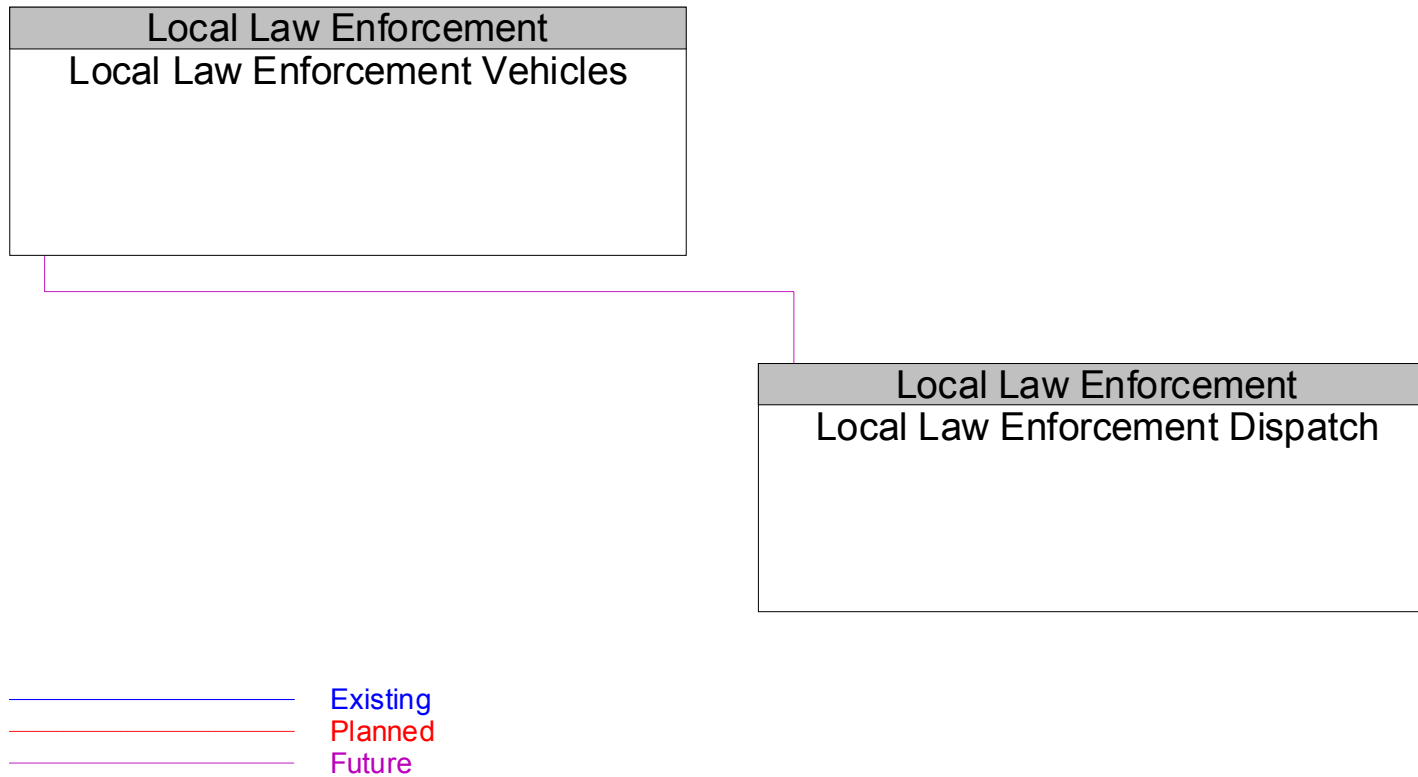 Local Law Enforcement
Local Law Enforcement Vehicles
Local Law Enforcement
Local Law Enforcement Dispatch
Existing
Planned
Future